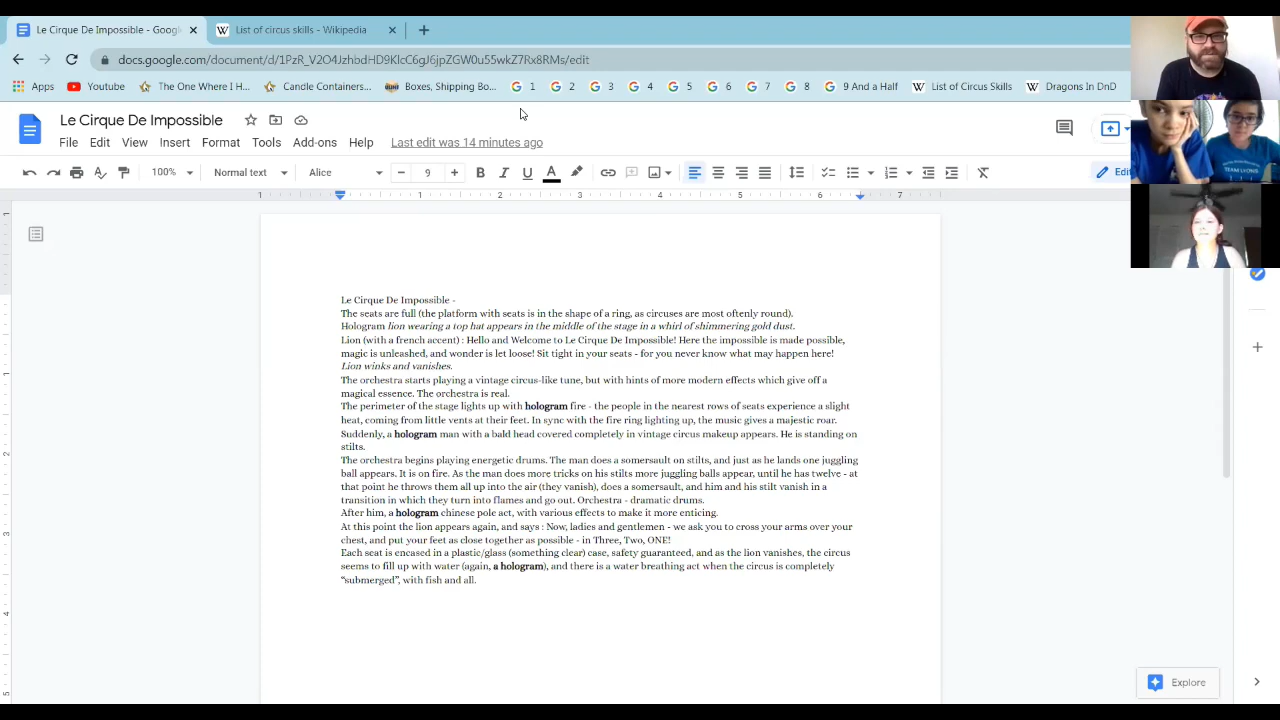 Le Cirque De Impossible - Googl
List of circus skills - Wikipedia
docs.google.com/document/d/1PzR_V2O4JzhbdHD9KlcC6gJ6jpZGW0u55wkZ7Rx8RMs/edit
Apps
Youtube
The One Where I H...
Candle Containers...
Boxes, Shipping Bo...
1
2
3
4
5
6
7
8
9 And a Half
List of Circus Skills
Dragons In DnD
Le Cirque De Impossible
File Edit View Insert Format Tools Add-ons Help Last edit was 14 minutes ago
100% Normal text Alice 9 B I U A Edit
1 1 2 3 4 5 6 7
Le Cirque De Impossible -
The seats are full (the platform with seats is in the shape of a ring, as circuses are most oftenly round).
Hologram lion wearing a top hat appears in the middle of the stage in a whirl of shimmering gold dust.
Lion (with a french accent) : Hello and Welcome to Le Cirque De Impossible! Here the impossible is made possible,
magic is unleashed, and wonder is let loose! Sit tight in your seats - for you never know what may happen here!
Lion winks and vanishes.
The orchestra starts playing a vintage circus-like tune, but with hints of more modern effects which give off a
magical essence. The orchestra is real.
The perimeter of the stage lights up with hologram fire - the people in the nearest rows of seats experience a slight
heat, coming from little vents at their feet. In sync with the fire ring lighting up, the music gives a majestic roar.
Suddenly, a hologram man with a bald head covered completely in vintage circus makeup appears. He is standing on
stilts.
The orchestra begins playing energetic drums. The man does a somersault on stilts, and just as he lands one juggling
ball appears. It is on fire. As the man does more tricks on his stilts more juggling balls appear, until he has twelve - at
that point he throws them all up into the air (they vanish), does a somersault, and him and his stilt vanish in a
transition in which they turn into flames and go out. Orchestra - dramatic drums.
After him, a hologram chinese pole act, with various effects to make it more enticing.
At this point the lion appears again, and says : Now, ladies and gentlemen - we ask you to cross your arms over your
chest, and put your feet as close together as possible - in Three, Two, ONE!
Each seat is encased in a plastic/glass (something clear) case, safety guaranteed, and as the lion vanishes, the circus
seems to fill up with water (again, a hologram), and there is a water breathing act when the circus is completely
“submerged”, with fish and all.
Explore
TEAM LYONS